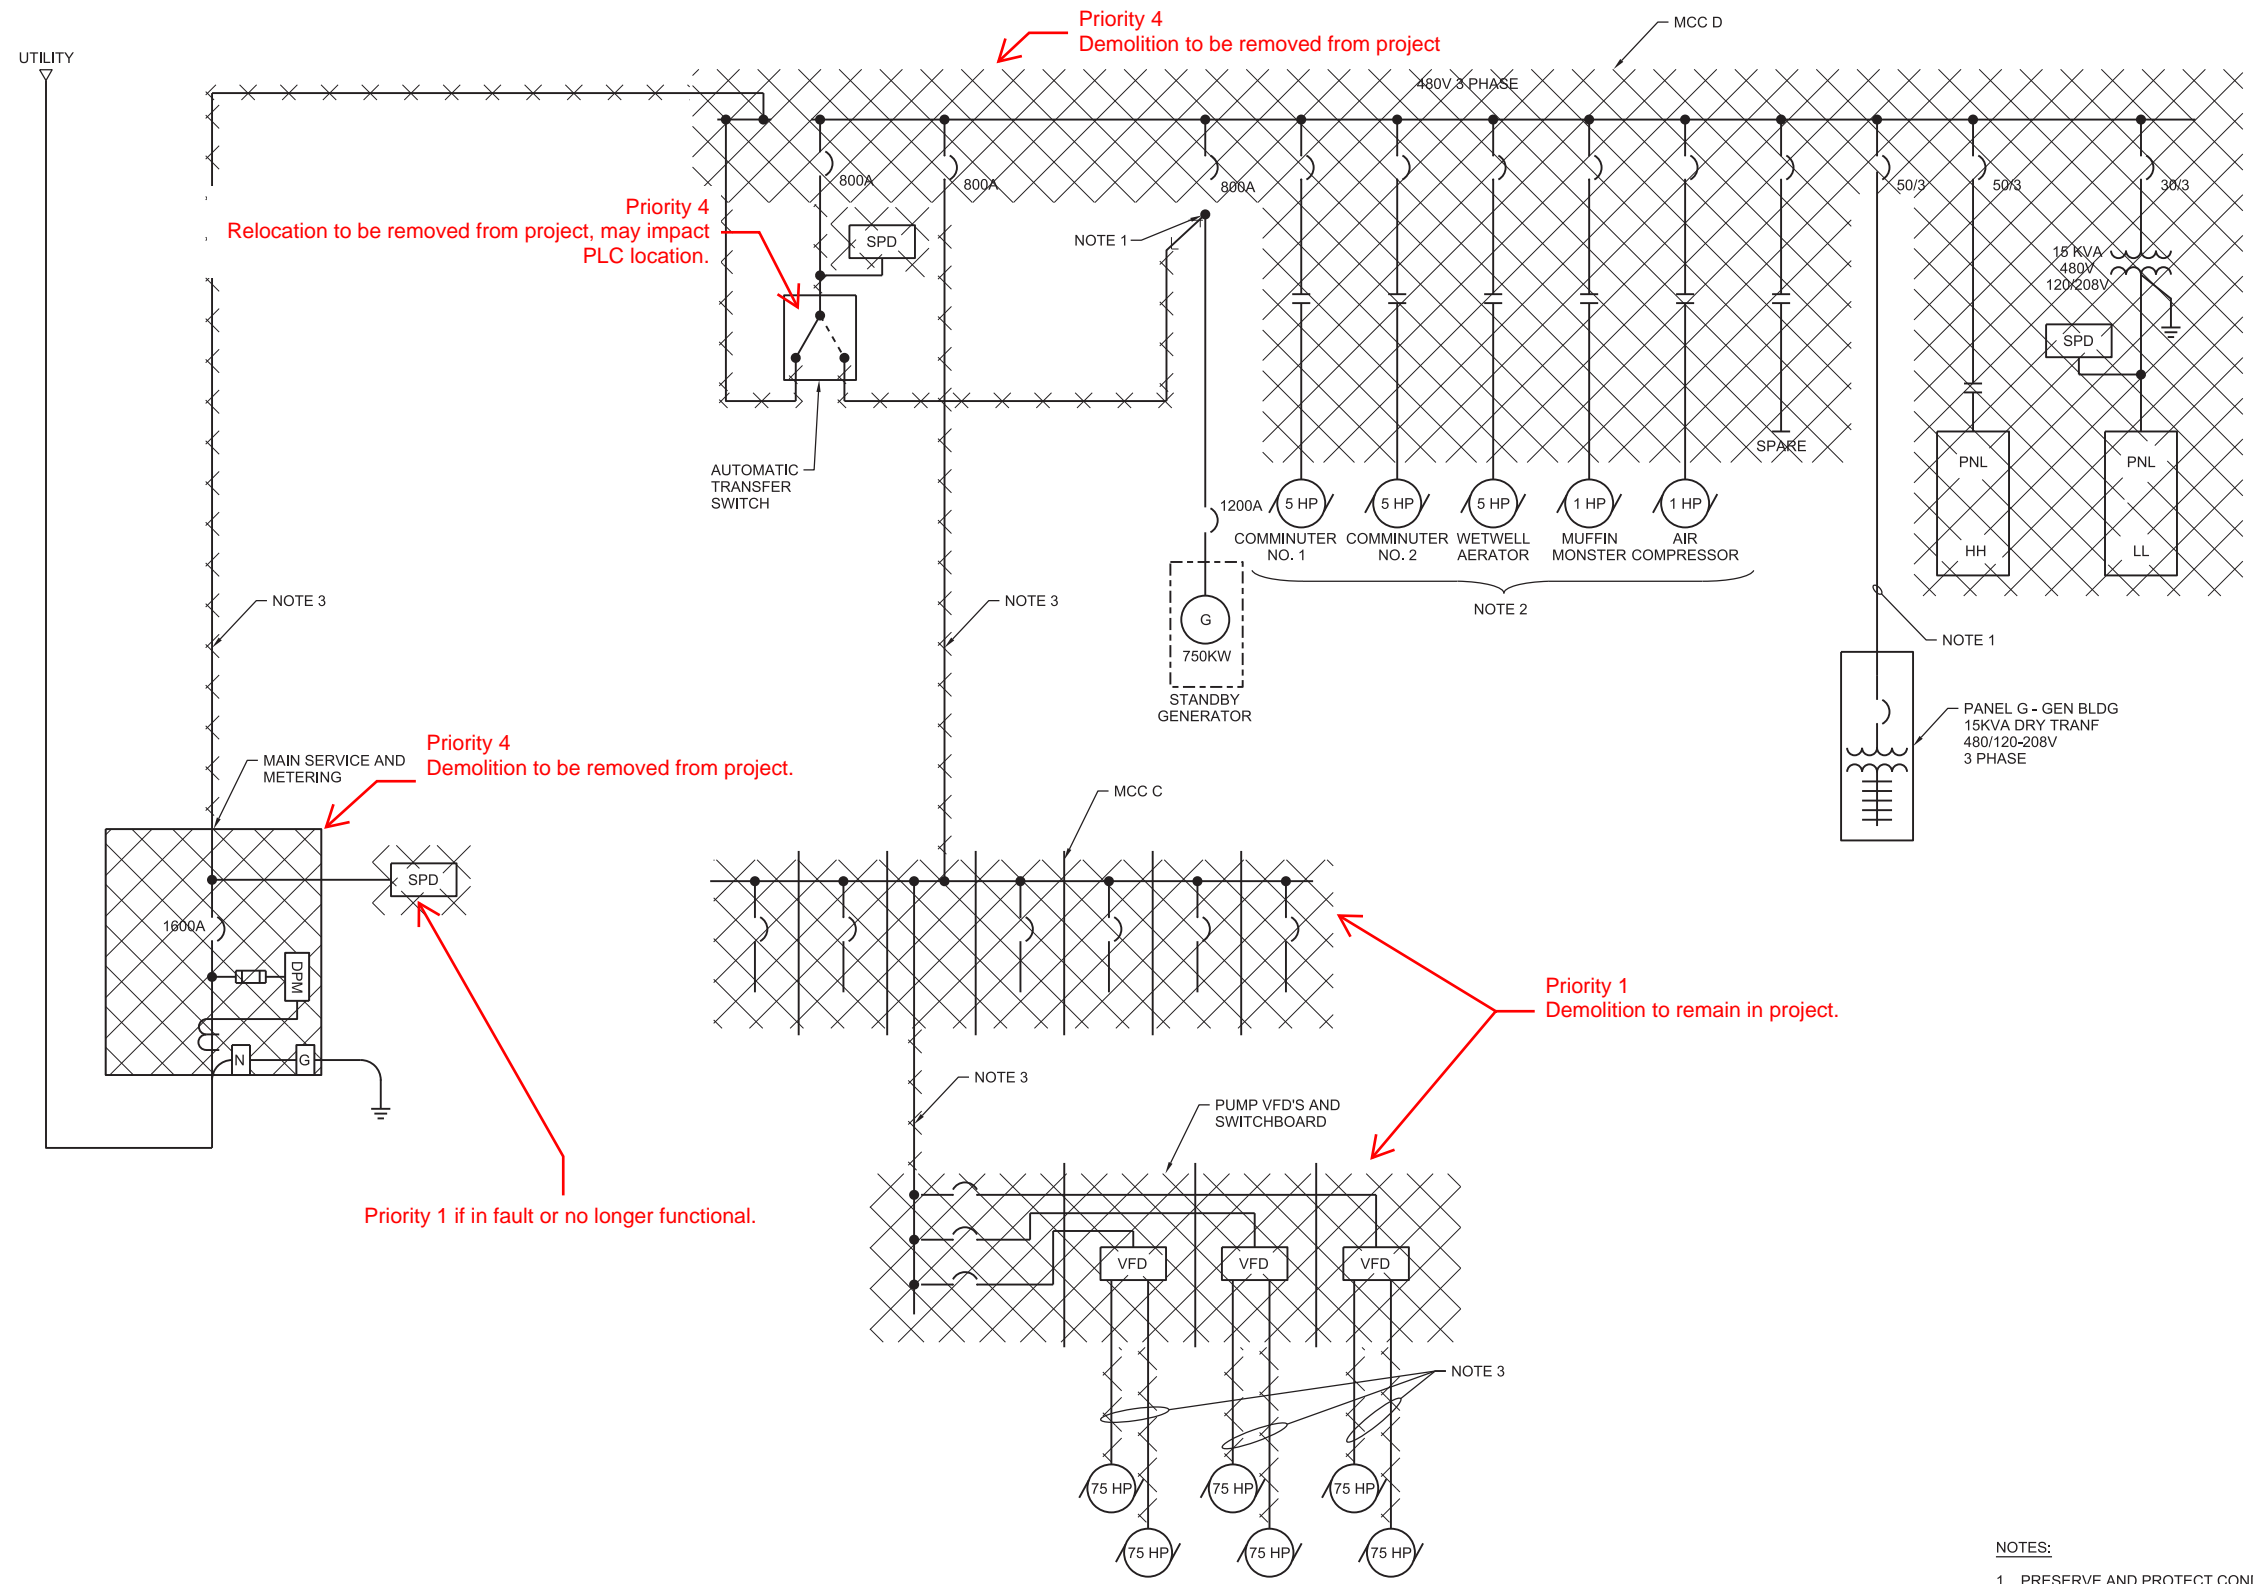 Priority 4
Demolition to be removed from project
MCC D
UTILITY
480V 3 PHASE
800A
800A
800A
50/3
50/3
30/3
Priority 4
Relocation to be removed from project, may impact
PLC location.
SPD
NOTE 1
15 KVA
480V
120/208V
SPD
AUTOMATIC
TRANSFER
SWITCH
SPARE
PNL
HH
PNL
LL
1200A
5 HP
5 HP
5 HP
1 HP
1 HP
COMMINUTER
NO. 1
COMMINUTER
NO. 2
WETWELL
AERATOR
MUFFIN
MONSTER
AIR
COMPRESSOR
NOTE 2
NOTE 3
NOTE 3
G
750KW
STANDBY
GENERATOR
NOTE 1
PANEL G - GEN BLDG
15KVA DRY TRANF
480/120-208V
3 PHASE
Priority 4
Demolition to be removed from project.
MAIN SERVICE AND
METERING
MCC C
SPD
1600A
DPM
N
G
Priority 1
Demolition to remain in project.
NOTE 3
PUMP VFD'S AND
SWITCHBOARD
Priority 1 if in fault or no longer functional.
VFD
VFD
VFD
NOTE 3
75 HP
75 HP
75 HP
75 HP
75 HP
75 HP
NOTES:
1. PRESERVE AND PROTECT